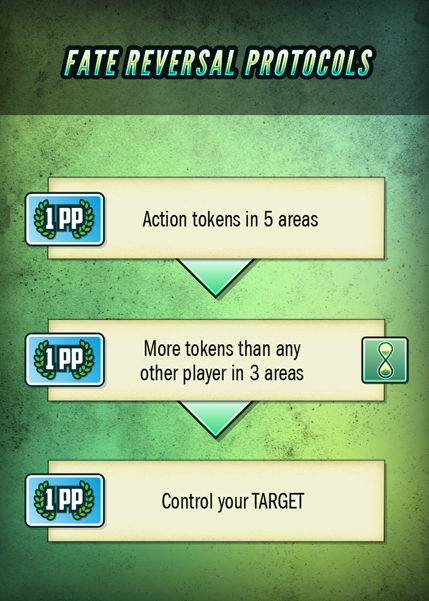 FATE REVERSAL PROTOCOLS
1 PP
Action tokens in 5 areas
1 PP
More tokens than any
other player in 3 areas
1 PP
Control your TARGET